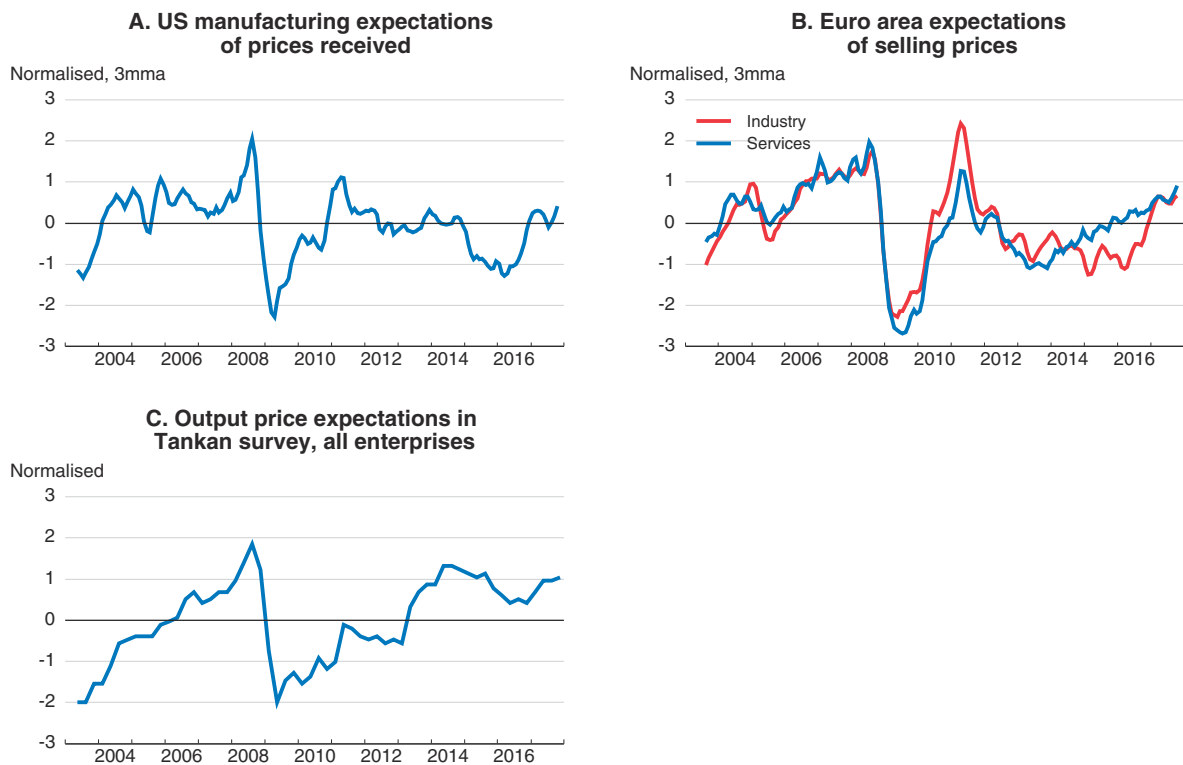 A. US manufacturing expectations
of prices received
Normalised, 3mma
3
2
1
0
-1
-2
-3
2004 2006 2008 2010 2012 2014 2016
B. Euro area expectations
of selling prices
Normalised, 3mma
3
2
1
0
-1
-2
-3
Industry
Services
2004 2006 2008 2010 2012 2014 2016
C. Output price expectations in
Tankan survey, all enterprises
Normalised
3
2
1
0
-1
-2
-3
2004 2006 2008 2010 2012 2014 2016